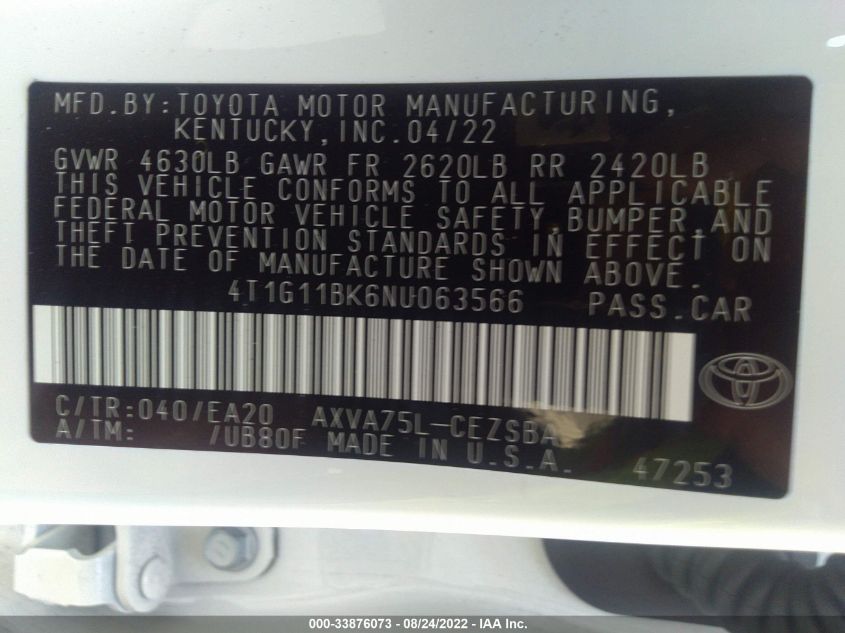 MFD.BY:TOYOTA MOTOR MANUFACTURING,
KENTUCKY,INC.04/22
GVWR 4630LB GAWR FR 2620LB RR 2420LB
THIS VEHICLE CONFORMS TO ALL APPLICABLE
FEDERAL MOTOR VEHICLE SAFETY,BUMPER,AND
THEFT PREVENTION STANDARDS IN EFFECT ON
THE DATE OF MANUFACTURE SHOWN ABOVE.
4T1G11BK6NU063566 PASS.CAR
C/TR:040/EA20 AXVA75L-CEZSBA
A/TM: /UB80F MADE IN U.S.A.
47253
000-33876073 - 08/24/2022 - IAA Inc.